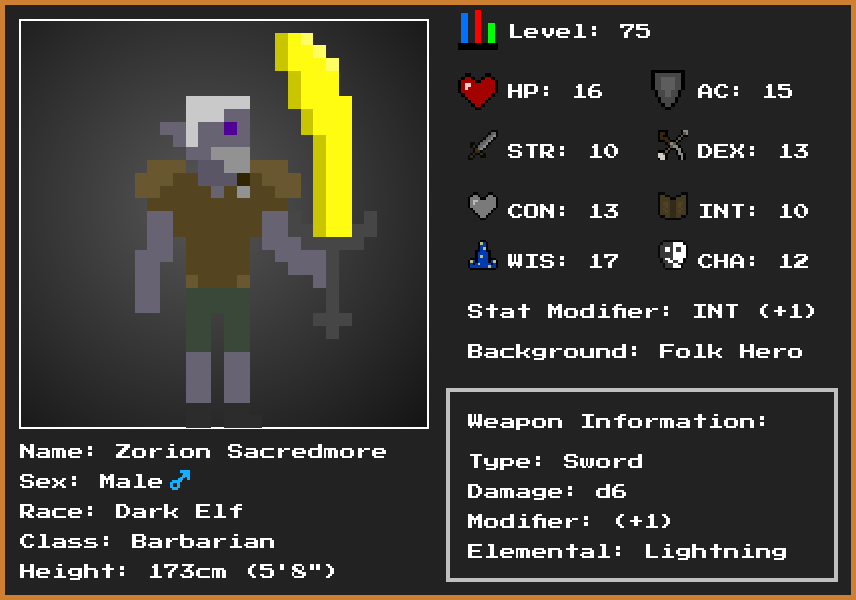 Level: 75
HP: 16
AC: 15
STR: 10
DEX: 13
CON: 13
INT: 10
WIS: 17
CHA: 12
Stat Modifier: INT (+1)
Background: Folk Hero
Weapon Information:
Type: Sword
Damage: d6
Modifier: (+1)
Elemental: Lightning
Name: Zorion Sacredmore
Sex: Male ♂
Race: Dark Elf
Class: Barbarian
Height: 173cm (5'8")